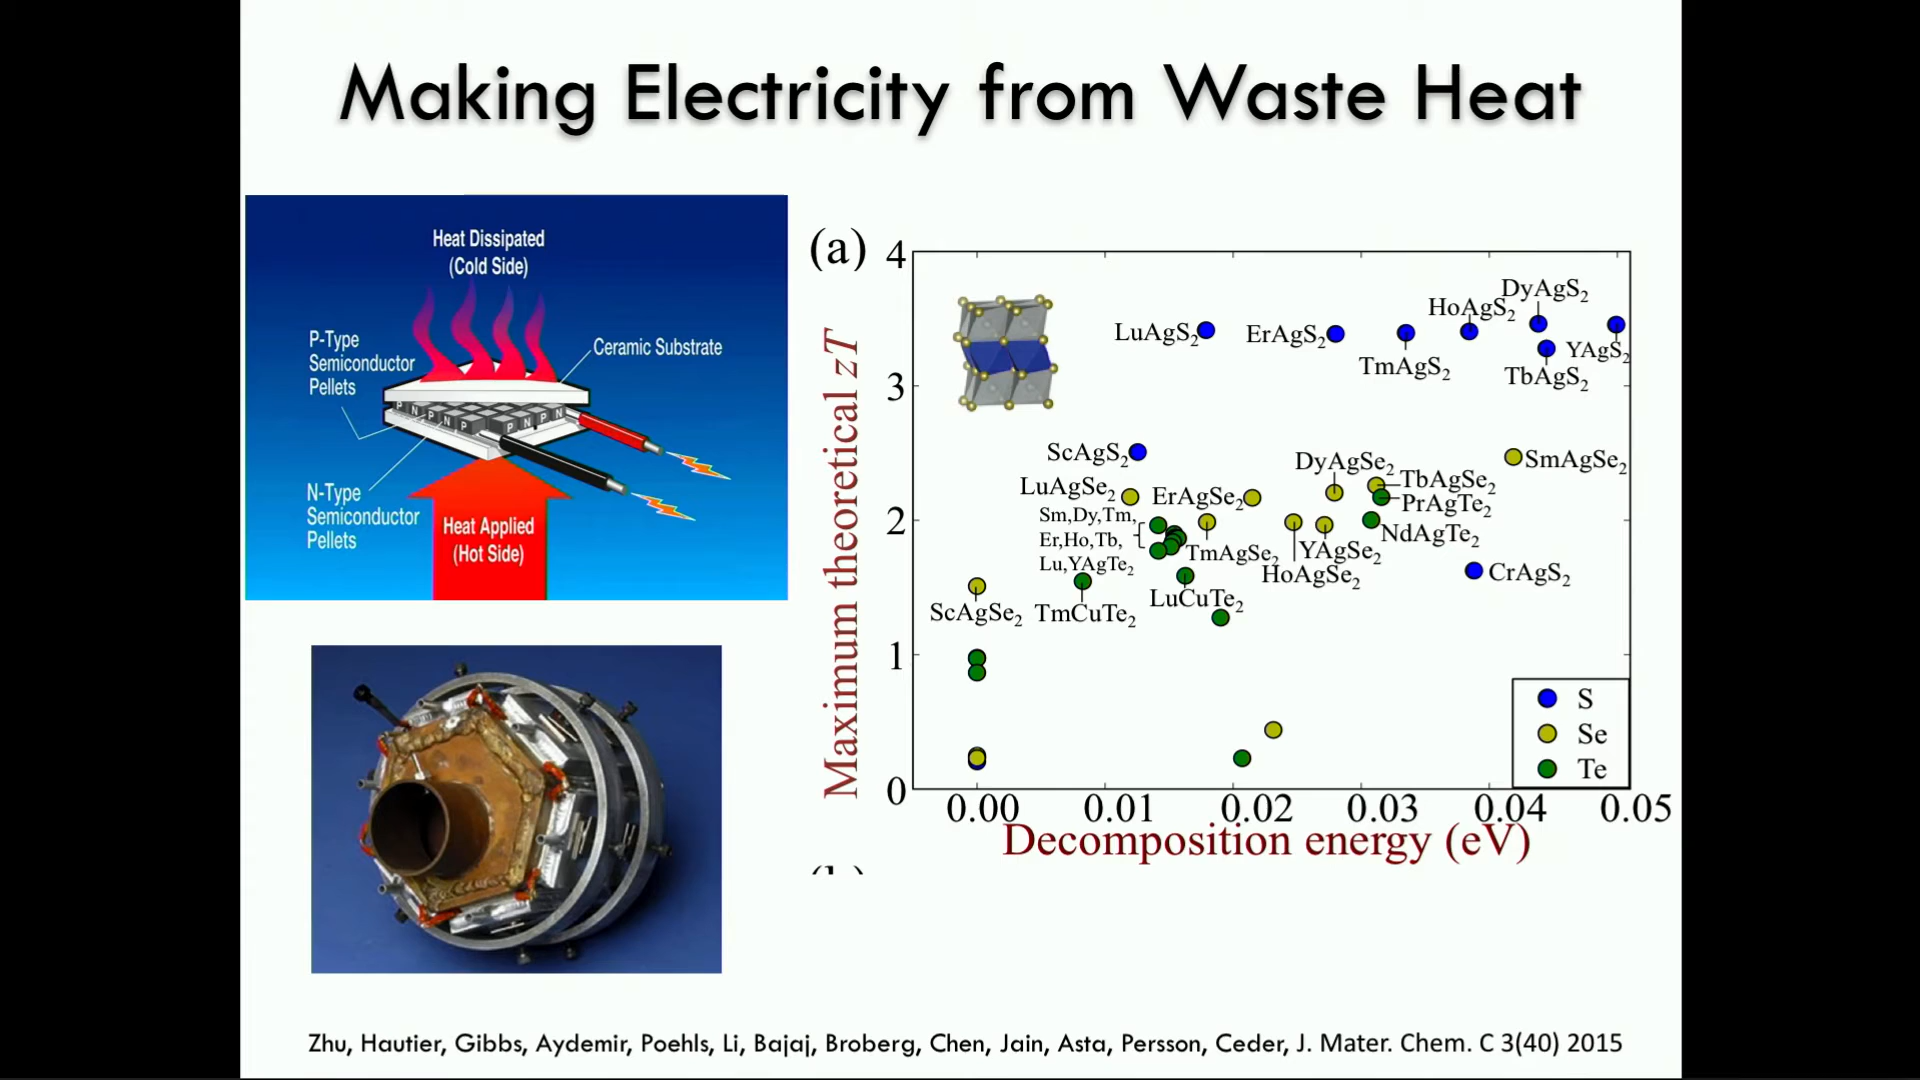 Making Electricity from Waste Heat
Heat Dissipated
(Cold Side)
P-Type
Semiconductor
Pellets
Ceramic Substrate
P N P N P P N P N
N-Type
Semiconductor
Pellets
Heat Applied
(Hot Side)
(a)
Maximum theoretical zT
4
3
2
1
0
LuAgS₂
ErAgS₂
TmAgS₂
HoAgS₂
DyAgS₂
TbAgS₂
YAgS₂
ScAgS₂
SmAgSe₂
LuAgSe₂
ErAgSe₂
DyAgSe₂
TbAgSe₂
PrAgTe₂
NdAgTe₂
Sm,Dy,Tm,
Er,Ho,Tb,
Lu,YAgTe₂
TmAgSe₂
YAgSe₂
HoAgSe₂
CrAgS₂
ScAgSe₂
TmCuTe₂
LuCuTe₂
S
Se
Te
0.00 0.01 0.02 0.03 0.04 0.05
Decomposition energy (eV)
Zhu, Hautier, Gibbs, Aydemir, Poehls, Li, Bajaj, Broberg, Chen, Jain, Asta, Persson, Ceder, J. Mater. Chem. C 3(40) 2015